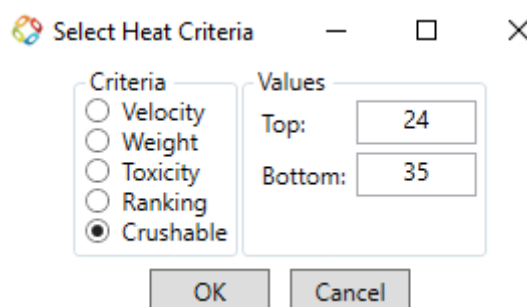 Select Heat Criteria
Criteria
Velocity
Weight
Toxicity
Ranking
Crushable
Values
Top: 24
Bottom: 35
OK Cancel